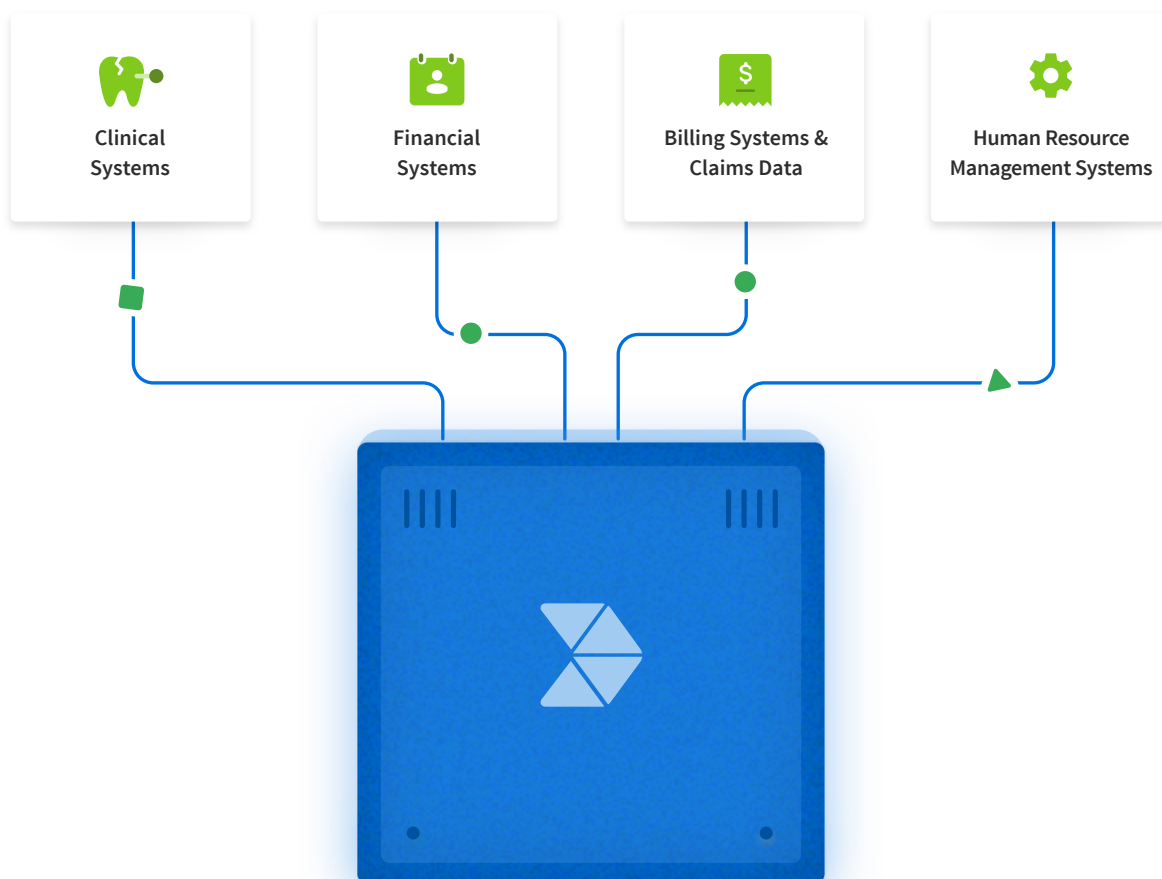 Clinical
Systems
Financial
Systems
Billing Systems &
Claims Data
Human Resource
Management Systems
$